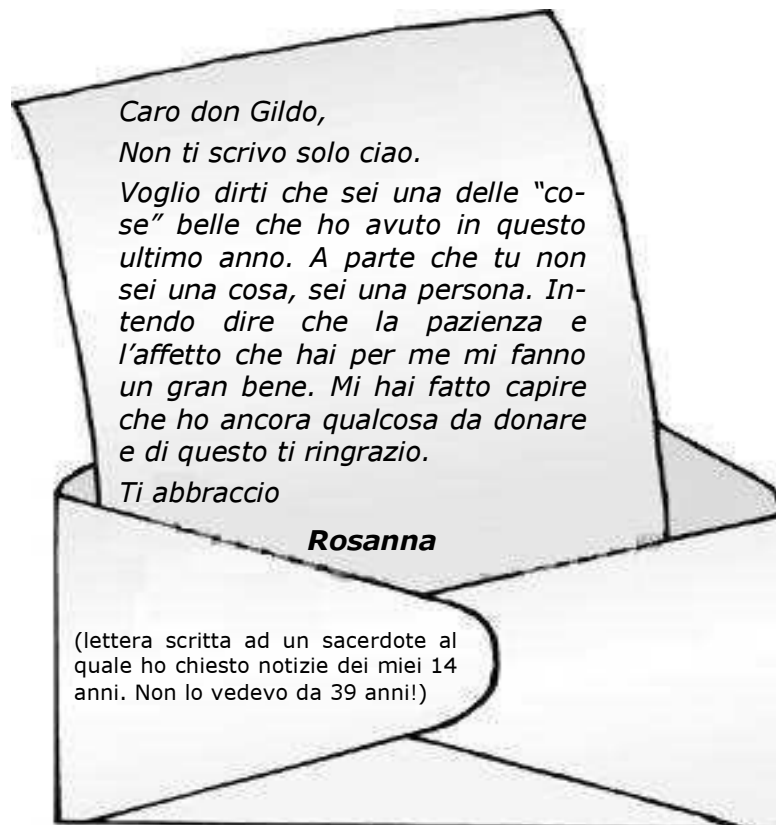 Caro don Gildo,
Non ti scrivo solo ciao.
Voglio dirti che sei una delle “co-
se” belle che ho avuto in questo
ultimo anno. A parte che tu non
sei una cosa, sei una persona. In-
tendo dire che la pazienza e
l’affetto che hai per me mi fanno
un gran bene. Mi hai fatto capire
che ho ancora qualcosa da donare
e di questo ti ringrazio.
Ti abbraccio
Rosanna
(lettera scritta ad un sacerdote al
quale ho chiesto notizie dei miei 14
anni. Non lo vedevo da 39 anni!)